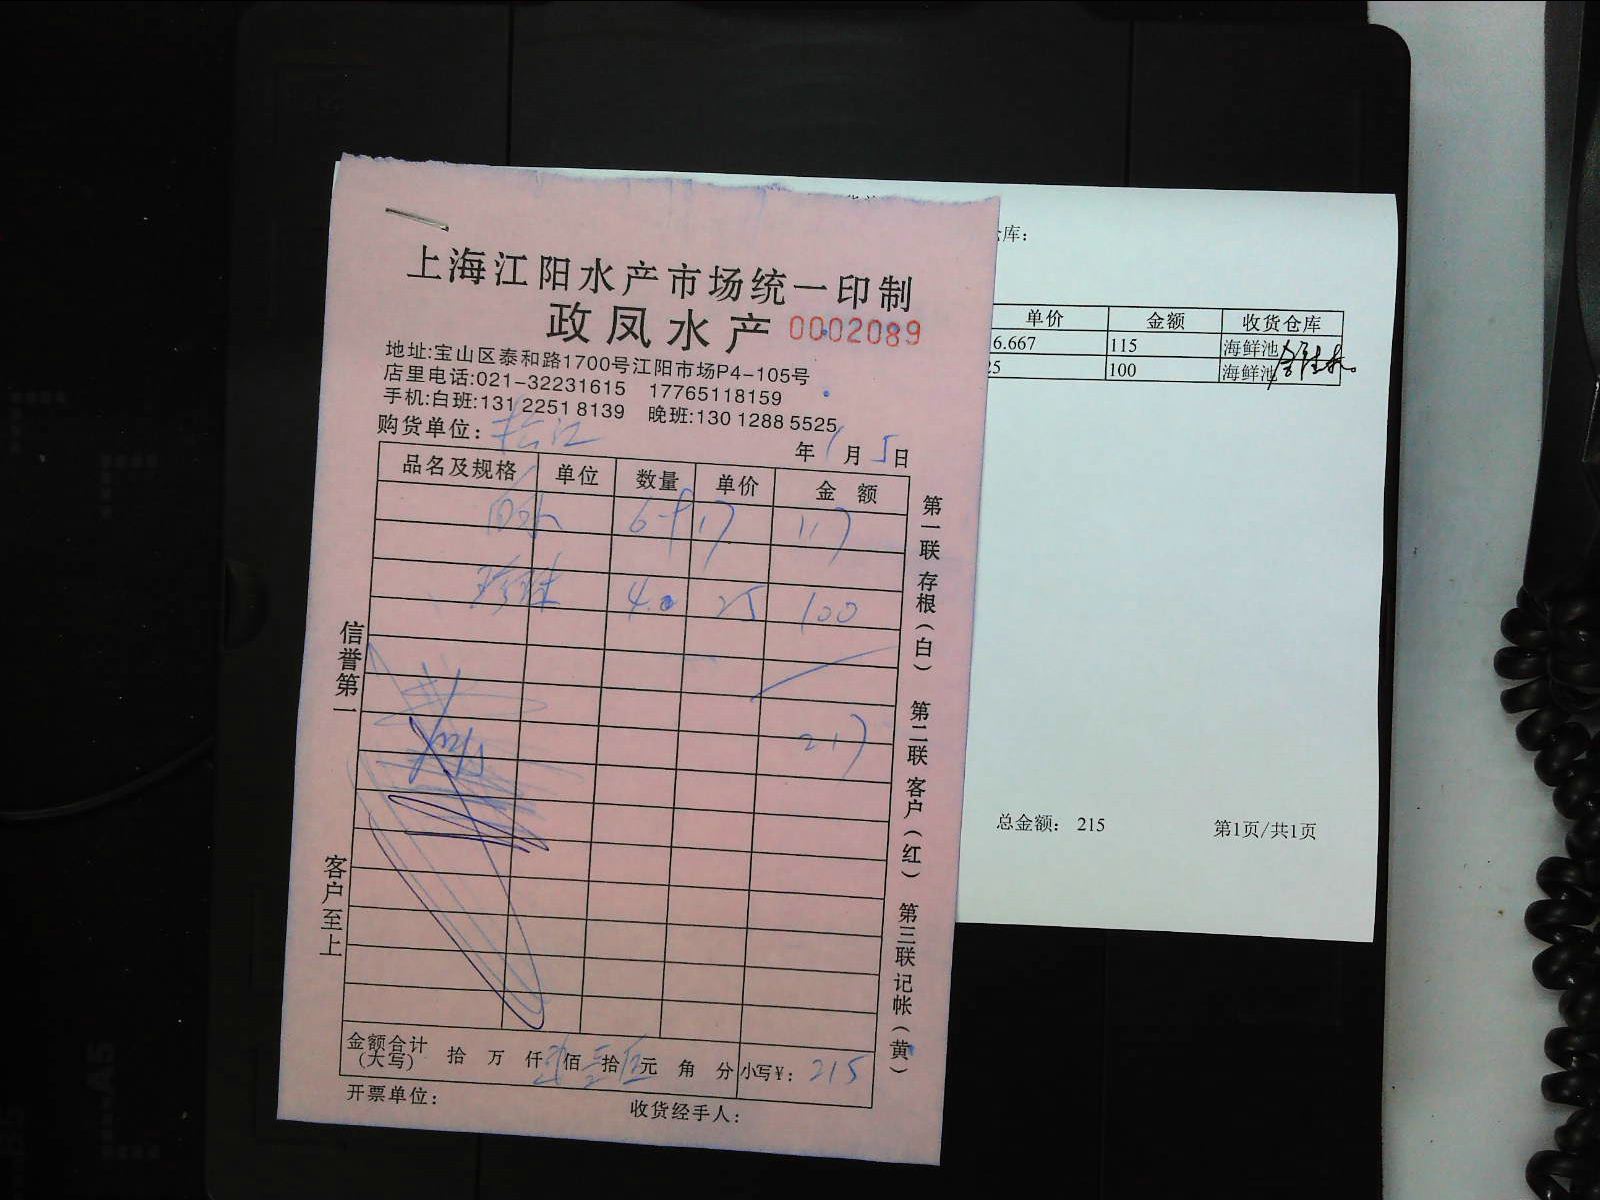 上海江阳水产市场统一印制
政凤水产 0002089
地址:宝山区泰和路1700号江阳市场P4-105号
店里电话:021-32231615 17765118159
手机:白班:131 2251 8139 晚班:130 1288 5525
购货单位: 松江
年 1 月 5 日
品名及规格 单位 数量 单价 金 额
17 117
珍珠 4.0 25 100
217
金额合计(大写) 拾 万 仟 佰 拾 元 角 分 小写¥: 215
开票单位: 收货经手人:
信誉第一 客户至上
第一联 存根(白) 第二联 客户(红) 第三联 记帐(黄)
库:
单价 金额 收货仓库
6.667 115 海鲜池
25 100 海鲜池
总金额: 215 第1页/共1页